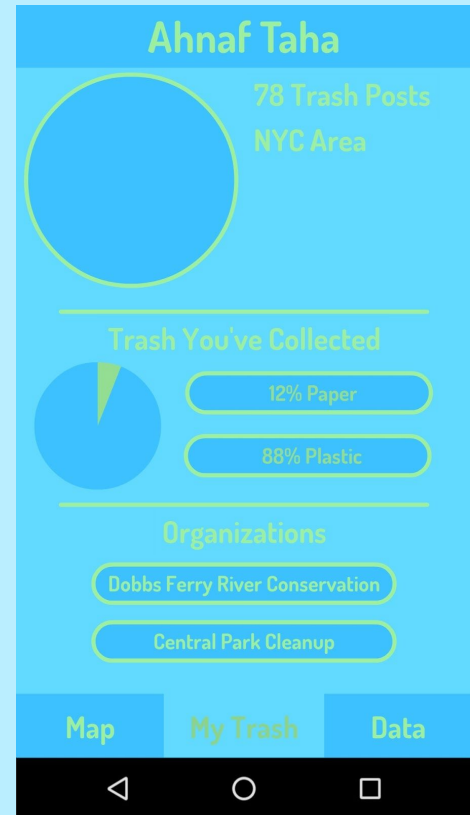 Ahnaf Taha
78 Trash Posts
NYC Area
Trash You've Collected
12% Paper
88% Plastic
Organizations
Dobbs Ferry River Conservation
Central Park Cleanup
Map
My Trash
Data